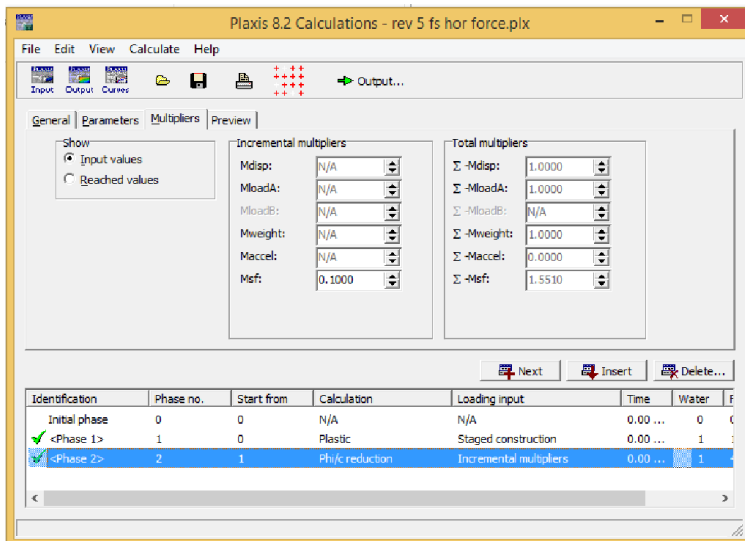 Plaxis 8.2 Calculations - rev 5 fs hor force.plx
File Edit View Calculate Help
Input Output Curves Output...
General Parameters Multipliers Preview
Show Incremental multipliers Total multipliers
Input values Mdisp: N/A Σ -Mdisp: 1.0000
Reached values MloadA: N/A Σ -MloadA: 1.0000
MloadB: N/A Σ -MloadB: N/A
Mweight: N/A Σ -Mweight: 1.0000
Maccel: N/A Σ -Maccel: 0.0000
Msf: 0.1000 Σ -Msf: 1.5510
Next Insert Delete...
Identification Phase no. Start from Calculation Loading input Time Water F
Initial phase 0 0 N/A N/A 0.00 ... 0
<Phase 1> 1 0 Plastic Staged construction 0.00 ... 1
<Phase 2> 2 1 Phi/c reduction Incremental multipliers 0.00 ... 1